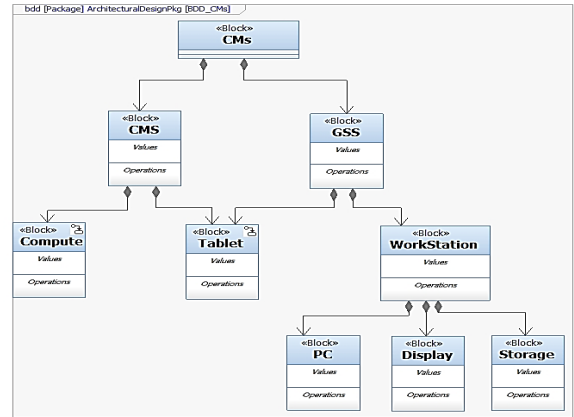 bdd [Package] ArchitecturalDesignPkg [BDD_CMs]
«Block»
CMs
«Block»
CMS
Values
Operations
«Block»
GSS
Values
Operations
«Block»
Compute
Values
Operations
«Block»
Tablet
Values
Operations
«Block»
WorkStation
Values
Operations
«Block»
PC
Values
Operations
«Block»
Display
Values
Operations
«Block»
Storage
Values
Operations